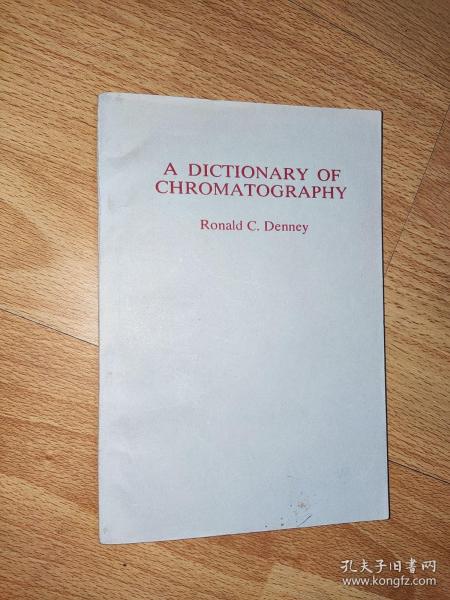 A DICTIONARY OF
CHROMATOGRAPHY
Ronald C. Denney
孔夫子旧书网
www.kongfz.com